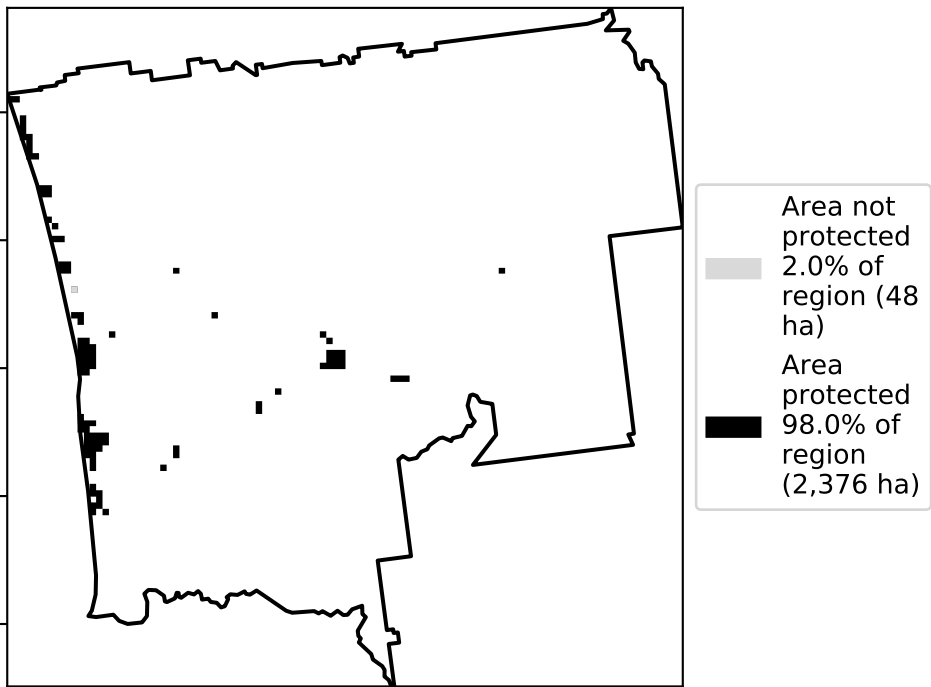 Area not
protected
2.0% of
region (48
ha)
Area
protected
98.0% of
region
(2,376 ha)